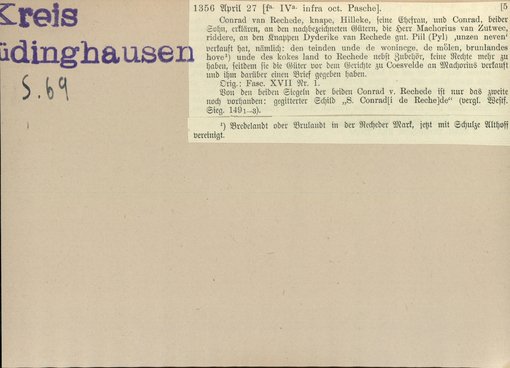 Kreis
üdinghausen
S. 69
1356 April 27 [fa. IVa infra oct. Pasche]. [5
Conrad van Rechede, knape, Hilleke, seine Ehefrau, und Conrad, beider
Sohn, erklären, an den nachbezeichneten Gütern, die Herr Machorius van Zutwec,
riddere, an den Knappen Dyderike van Rechede gnt. Piil (Pyl) „unzen neven“
verkauft hat, nämlich: den teinden unde de woninege, de mölen, brunlandes
hove¹) unde des kokes land to Rechede nebst Zubehör, keine Rechte mehr zu
haben, seitdem sie die Güter vor dem Gerichte zu Coesvelde an Machorius verkauft
und ihm darüber einen Brief gegeben haben.
Orig.: Fasc. XVII Nr. 1.
Von den beiden Siegeln der beiden Conrad v. Rechede ist nur das zweite
noch vorhanden: gegitterter Schild „S. Conrad[i de Reche]de“ (vergl. Westf.
Sieg. 149 1–3).
¹) Bredelandt oder Brulandt in der Recheder Mark, jetzt mit Schulze Althoff
vereinigt.